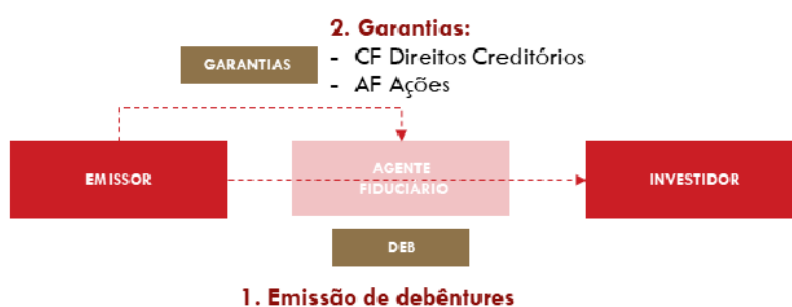 2. Garantias:
GARANTIAS
- CF Direitos Creditórios
- AF Ações
EMISSOR
AGENTE
FIDUCIÁRIO
INVESTIDOR
DEB
1. Emissão de debêntures